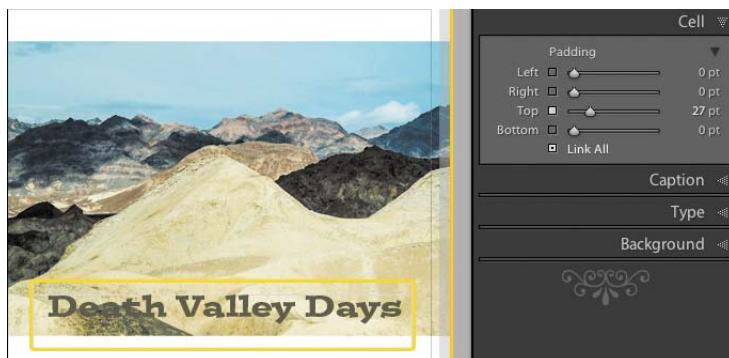 Death Valley Days
Cell
Padding
Left 0 pt
Right 0 pt
Top 27 pt
Bottom 0 pt
Link All
Caption
Type
Background